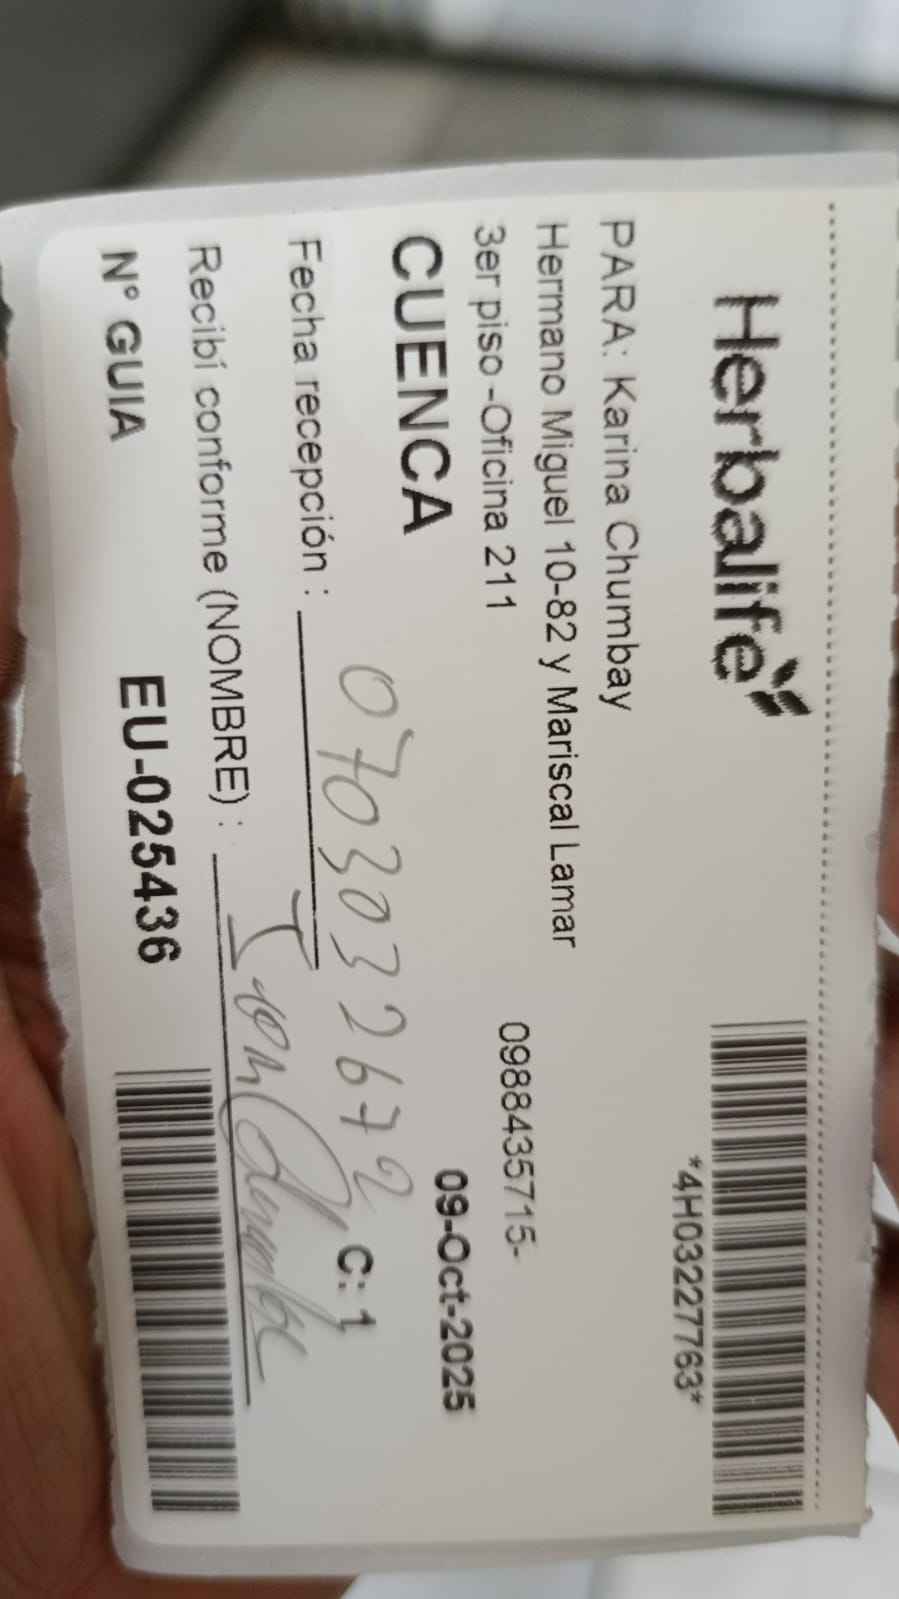 Herbalife
*4H03227763*
PARA: Karina Chumbay
Hermano Miguel 10-82 y Mariscal Lamar
3er piso -Oficina 211
0988435715-
CUENCA
09-Oct-2025
0703032672
Fecha recepción :
C: 1
Recibí conforme (NOMBRE) :
Nº GUIA EU-025436